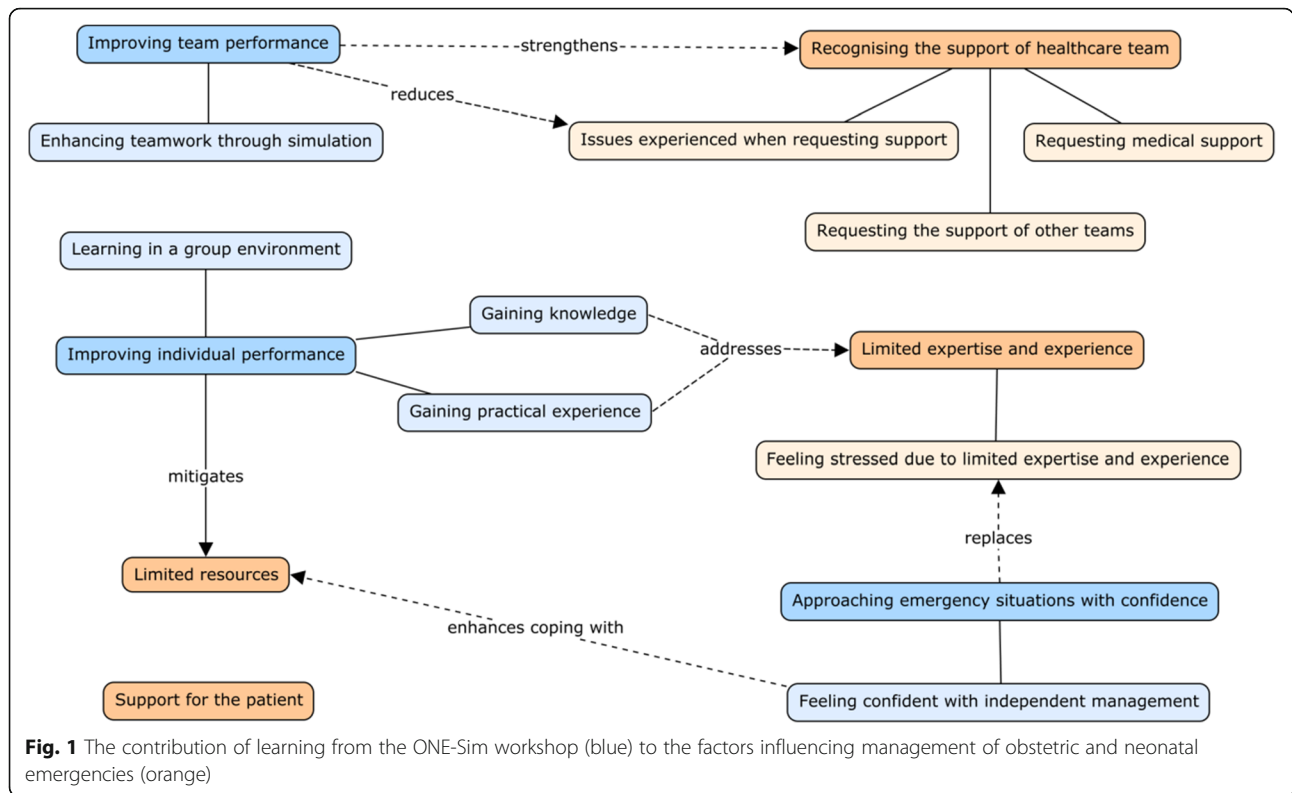 Improving team performance
strengthens
Recognising the support of healthcare team
reduces
Enhancing teamwork through simulation
Issues experienced when requesting support
Requesting medical support
Requesting the support of other teams
Learning in a group environment
Gaining knowledge
Improving individual performance
addresses
Limited expertise and experience
Gaining practical experience
Feeling stressed due to limited expertise and experience
mitigates
replaces
Limited resources
Approaching emergency situations with confidence
enhances coping with
Support for the patient
Feeling confident with independent management
Fig. 1 The contribution of learning from the ONE-Sim workshop (blue) to the factors influencing management of obstetric and neonatal
emergencies (orange)